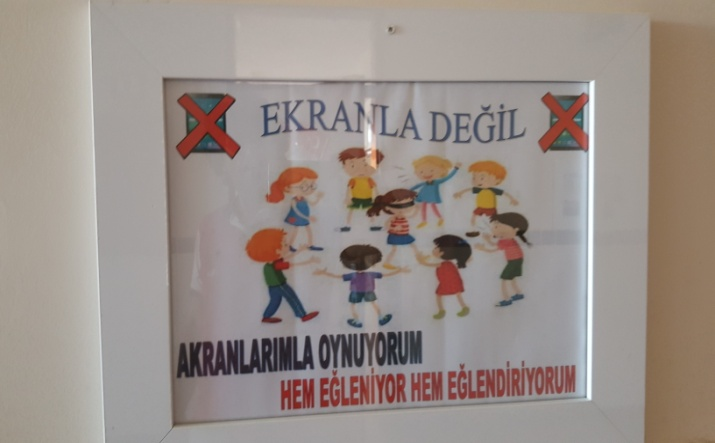 EKRANLA DEĞİL
AKRANLARIMLA OYNUYORUM
HEM EĞLENİYOR HEM EĞLENDİRİYORUM